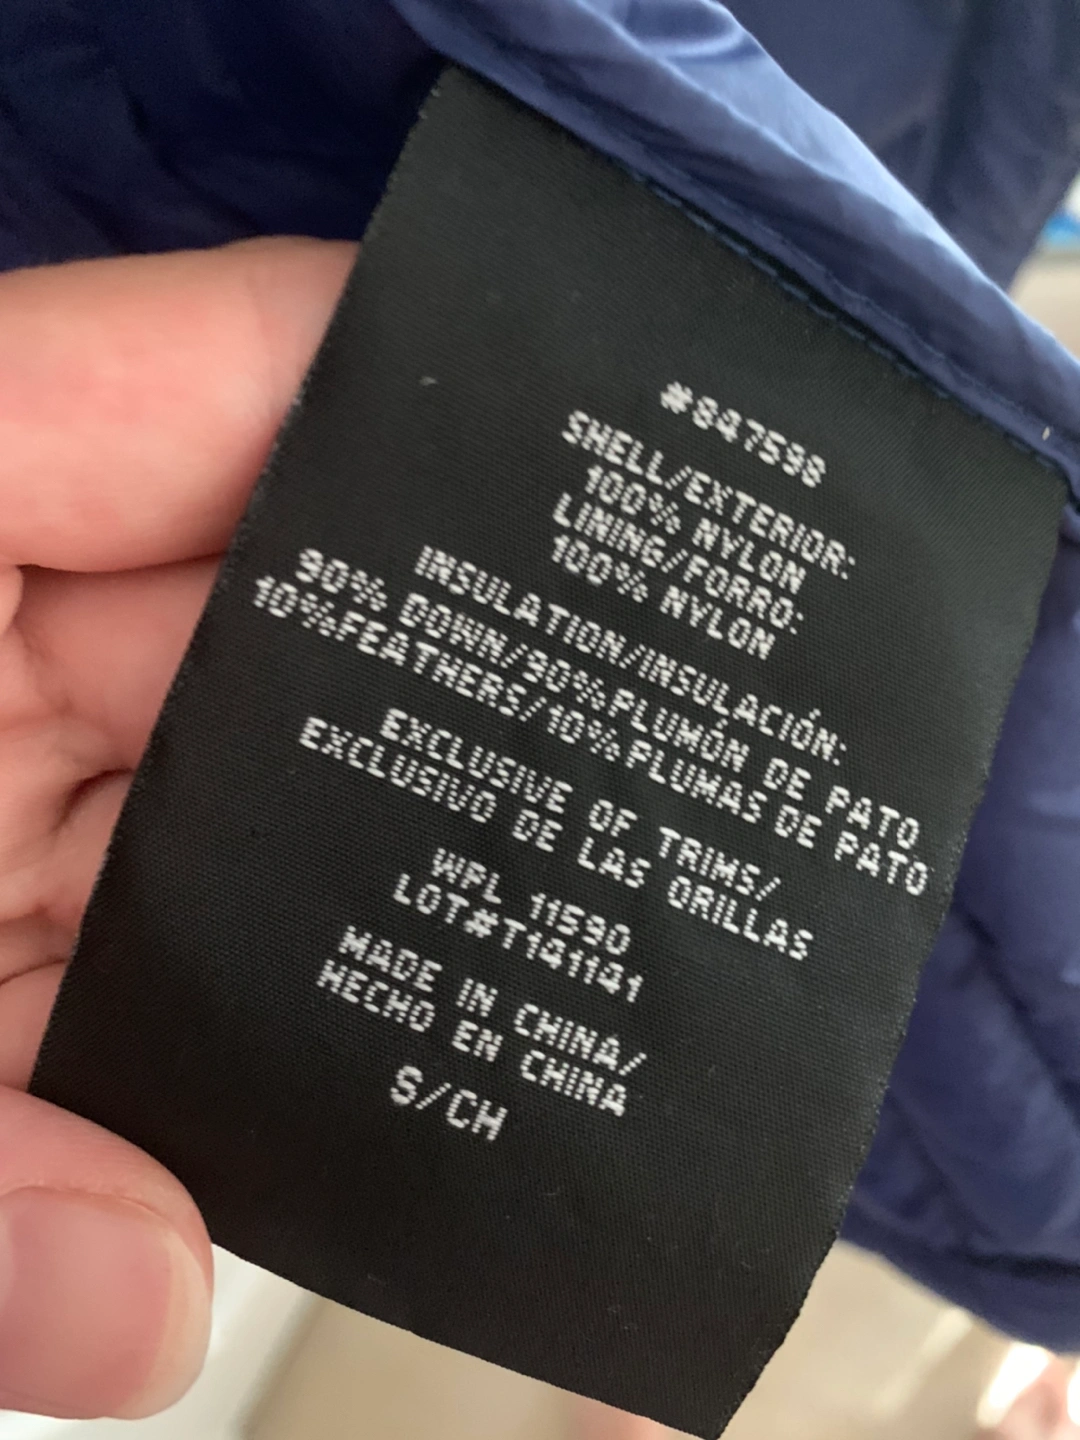 #847598
SHELL/EXTERIOR:
100% NYLON
LINING/FORRO:
100% NYLON
INSULATION/INSULACIÓN:
90% DOWN/90%PLUMÓN DE PATO
10%FEATHERS/10%PLUMAS DE PATO
EXCLUSIVE OF TRIMS/
EXCLUSIVO DE LAS ORILLAS
WPL 11590
LOT#T141141
MADE IN CHINA/
HECHO EN CHINA
S/CH